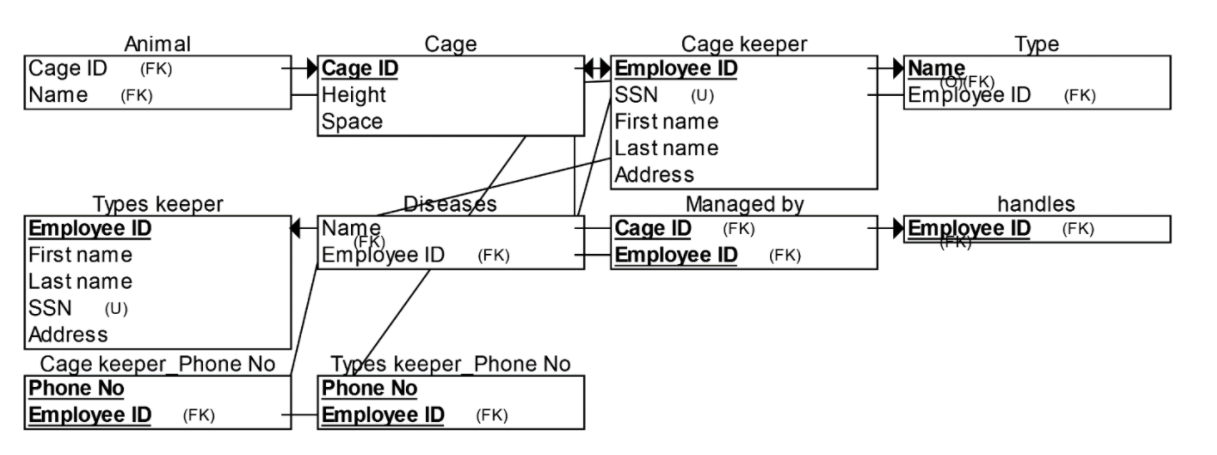 Animal
Cage ID (FK)
Name (FK)
Cage
Cage ID
Height
Space
Cage keeper
Employee ID
SSN (U)
First name
Last name
Address
Type
Name
(O)(FK)
Employee ID (FK)
Types keeper
Employee ID
First name
Last name
SSN (U)
Address
Diseases
Name
(FK)
Employee ID (FK)
Managed by
Cage ID (FK)
Employee ID (FK)
handles
Employee ID (FK)
(FK)
Cage keeper_Phone No
Phone No
Employee ID (FK)
Types keeper_Phone No
Phone No
Employee ID (FK)